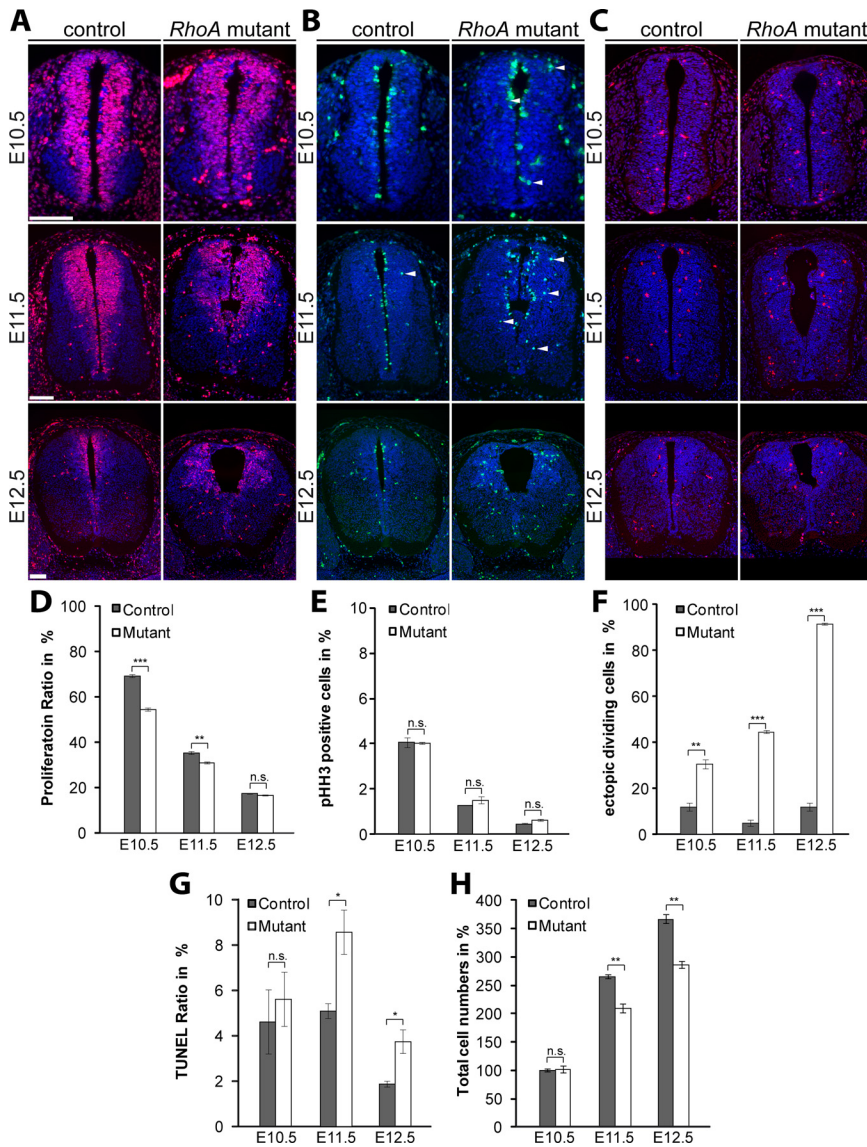 A B C
control RhoA mutant control RhoA mutant control RhoA mutant
E10.5 E10.5 E10.5
E11.5 E11.5 E11.5
E12.5 E12.5 E12.5
D E F
Proliferatoin Ratio in %
100
80
60
40
20
0
Control
Mutant
***
**
n.s.
E10.5 E11.5 E12.5
pHH3 positive cells in %
10
8
6
4
2
0
Control
Mutant
n.s.
n.s.
n.s.
E10.5 E11.5 E12.5
ectopic dividing cells in %
100
80
60
40
20
0
Control
Mutant
**
***
***
E10.5 E11.5 E12.5
G H
TUNEL Ratio in %
10
8
6
4
2
0
Control
Mutant
n.s.
*
*
E10.5 E11.5 E12.5
Total cell numbers in %
400
350
300
250
200
150
100
50
0
Control
Mutant
n.s.
**
**
E10.5 E11.5 E12.5